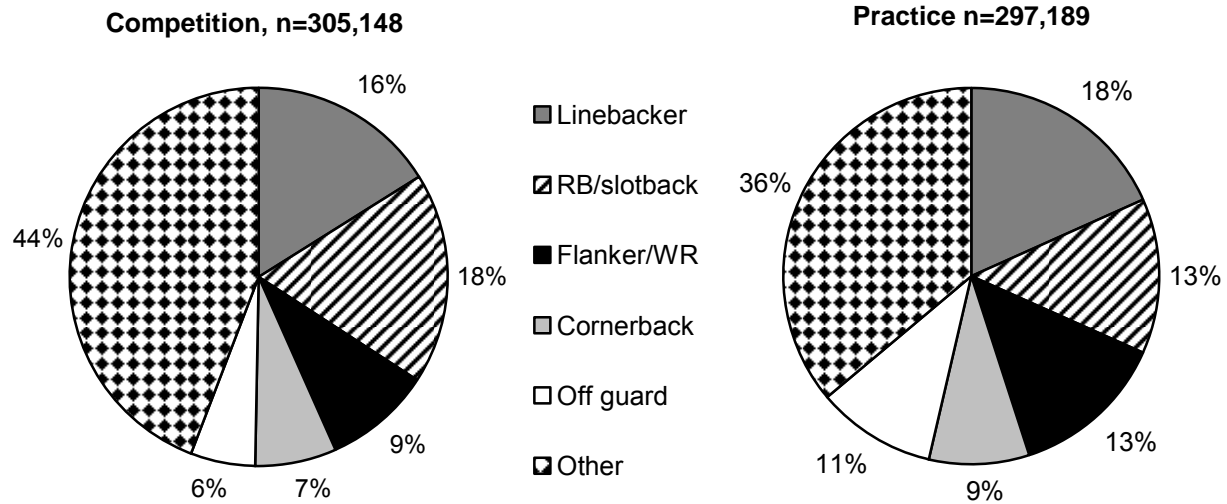 Competition, n=305,148
16%
18%
9%
7%
6%
44%
Linebacker
RB/slotback
Flanker/WR
Cornerback
Off guard
Other
Practice n=297,189
18%
13%
13%
9%
11%
36%